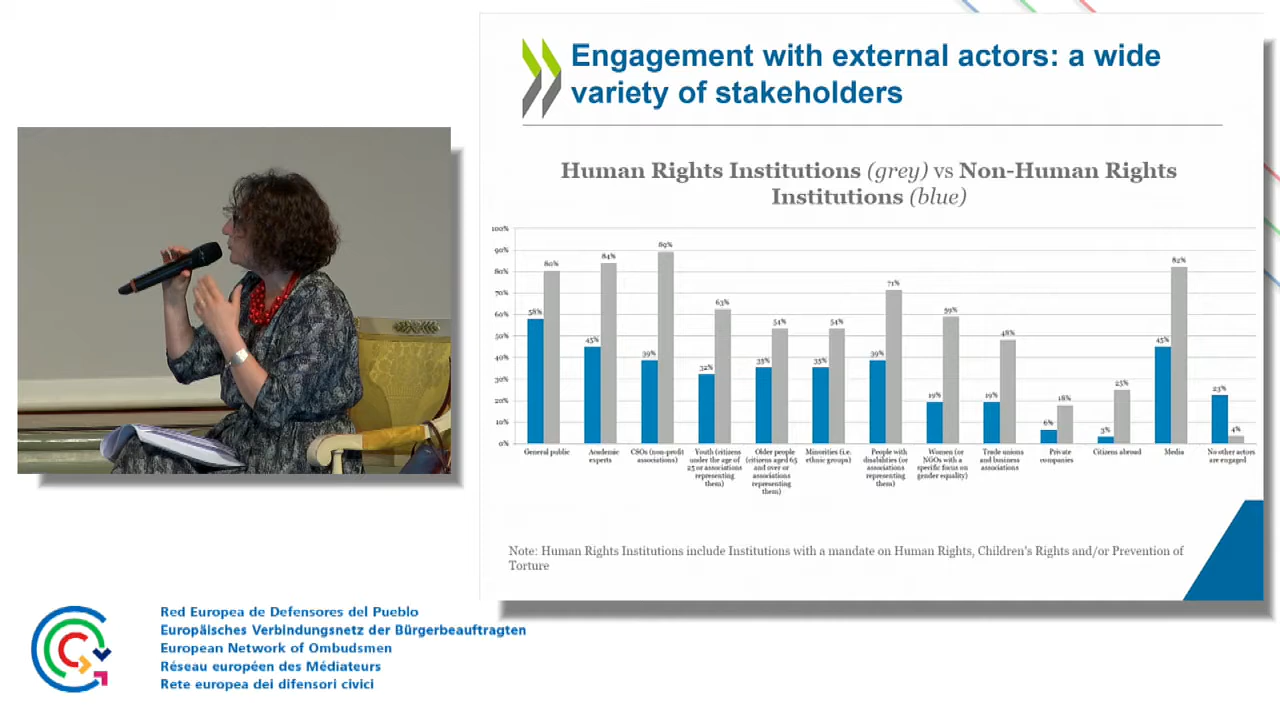 Engagement with external actors: a wide
variety of stakeholders
Human Rights Institutions (grey) vs Non-Human Rights
Institutions (blue)
100%
90%
80%
70%
60%
50%
40%
30%
20%
10%
0%
58% 80%
45% 84%
39% 89%
32% 63%
35% 54%
35% 54%
39% 71%
19% 59%
19% 48%
6% 18%
3% 25%
45% 82%
23% 4%
General public
Academic
experts
CSOs (non-profit
associations)
Youth (citizens
under the age of
25 or associations
representing
them)
Older people
(citizens aged 65
and over or
associations
representing
them)
Minorities (i.e.
ethnic groups)
People with
disabilities (or
associations
representing
them)
Women (or
NGOs with a
specific focus on
gender equality)
Trade unions
and business
associations
Private
companies
Citizens abroad
Media
No other actors
are engaged
Note: Human Rights Institutions include Institutions with a mandate on Human Rights, Children's Rights and/or Prevention of
Torture
Red Europea de Defensores del Pueblo
Europäisches Verbindungsnetz der Bürgerbeauftragten
European Network of Ombudsmen
Réseau européen des Médiateurs
Rete europea dei difensori civici